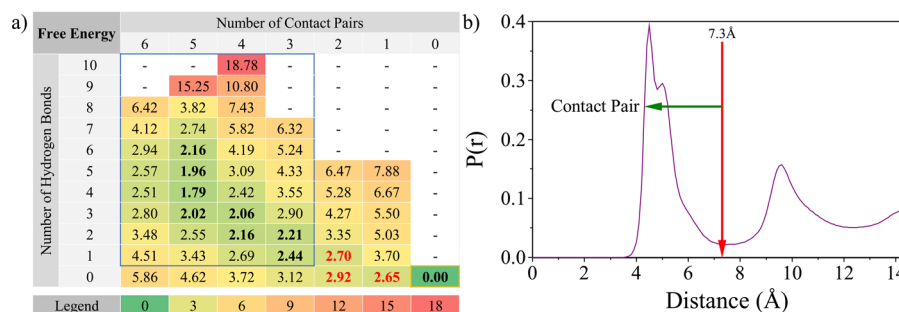 a)
Free Energy
Number of Contact Pairs
6 5 4 3 2 1 0
Number of Hydrogen Bonds
10 - - 18.78 - - - -
9 - 15.25 10.80 - - - -
8 6.42 3.82 7.43 - - - -
7 4.12 2.74 5.82 6.32 - - -
6 2.94 2.16 4.19 5.24 - - -
5 2.57 1.96 3.09 4.33 6.47 7.88 -
4 2.51 1.79 2.42 3.55 5.28 6.67 -
3 2.80 2.02 2.06 2.90 4.27 5.50 -
2 3.48 2.55 2.16 2.21 3.35 5.03 -
1 4.51 3.43 2.69 2.44 2.70 3.70 -
0 5.86 4.62 3.72 3.12 2.92 2.65 0.00
Legend 0 3 6 9 12 15 18
b)
7.3Å
Contact Pair
P(r)
0.4
0.3
0.2
0.1
0.0
0 2 4 6 8 10 12 14
Distance (Å)